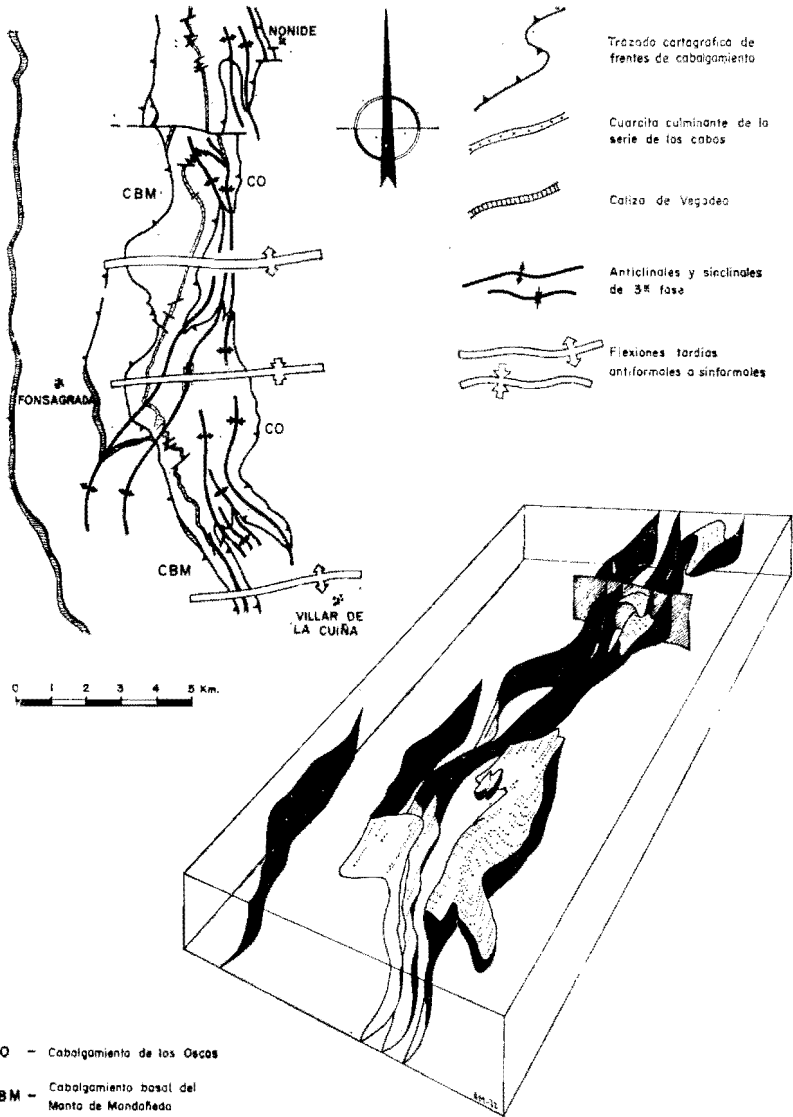 NONIDE
CBM
CO
FONSAGRADA
CO
CBM
VILLAR DE
LA CUIÑA
0 1 2 3 4 5 Km.
Trazado cartografico de
frentes de cabalgamiento
Cuarcita culminante de la
serie de los cabos
Caliza de Vegadeo
Anticlinales y sinclinales
de 3ª fase
Flexiones tardias
antiformales o sinformales
O - Cabalgamiento de los Oscos
BM - Cabalgamiento basal del
Manto de Mondoñedo